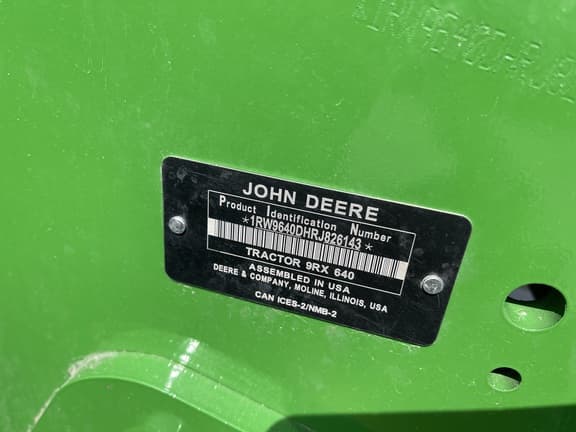 JOHN DEERE
Product Identification Number
*1RW9640DHRJ826143*
TRACTOR 9RX 640
ASSEMBLED IN USA
DEERE & COMPANY, MOLINE, ILLINOIS, USA
CAN ICES-2/NMB-2